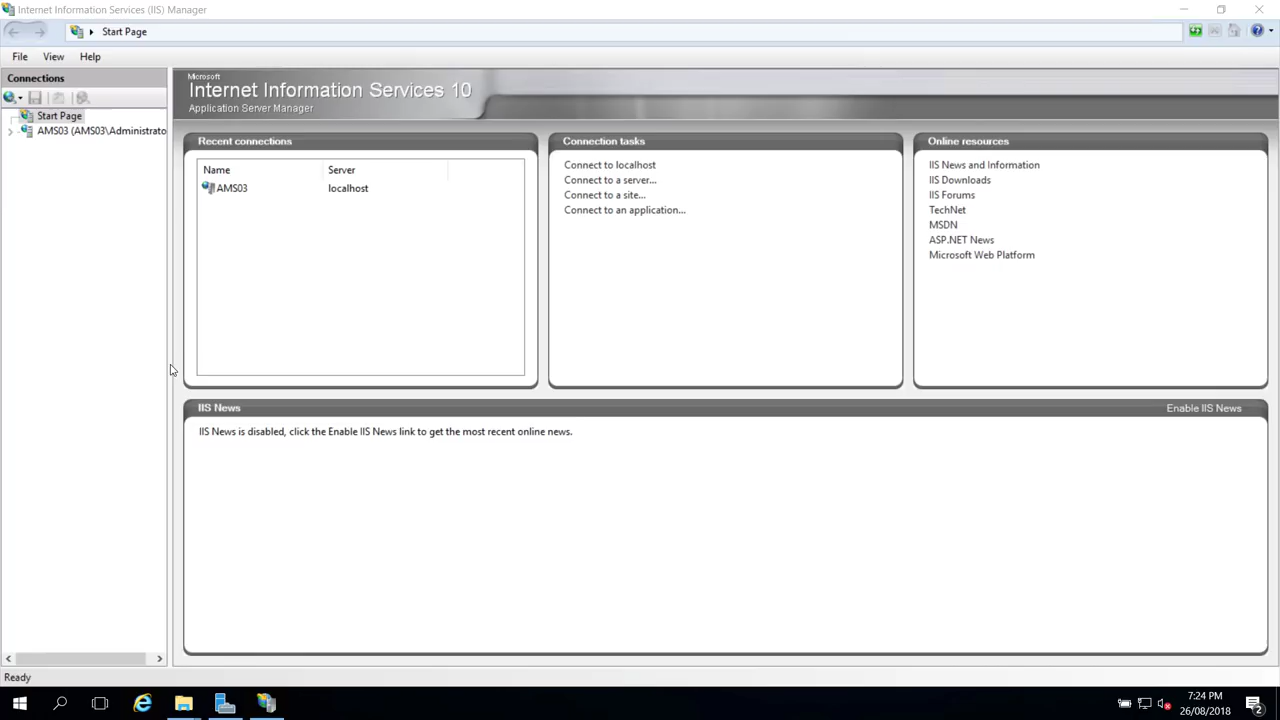 Internet Information Services (IIS) Manager
Start Page
File View Help
Connections
Start Page
AMS03 (AMS03\Administrato
Microsoft
Internet Information Services 10
Application Server Manager
Recent connections
Name Server
AMS03 localhost
Connection tasks
Connect to localhost
Connect to a server...
Connect to a site...
Connect to an application...
Online resources
IIS News and Information
IIS Downloads
IIS Forums
TechNet
MSDN
ASP.NET News
Microsoft Web Platform
IIS News Enable IIS News
IIS News is disabled, click the Enable IIS News link to get the most recent online news.
Ready
7:24 PM
26/08/2018
2